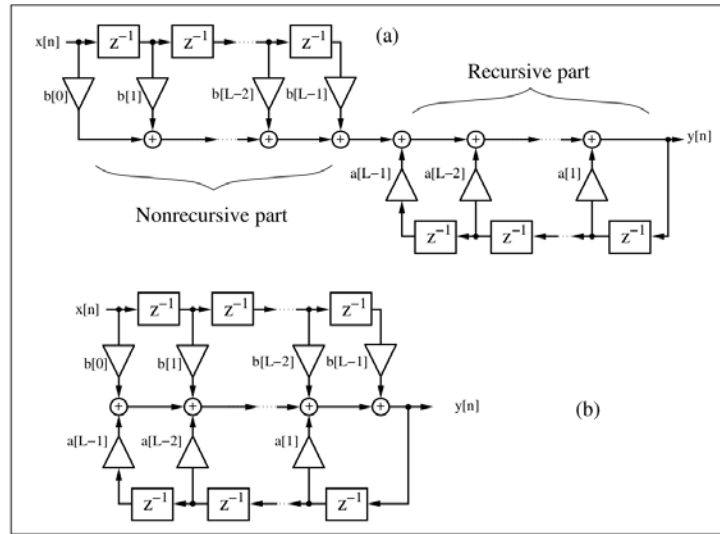 x[n] z⁻¹ z⁻¹ z⁻¹ (a)
b[0] b[1] b[L−2] b[L−1]
Recursive part
+ + + + + + y[n]
a[L−1] a[L−2] a[1]
Nonrecursive part
z⁻¹ z⁻¹ z⁻¹
x[n] z⁻¹ z⁻¹ z⁻¹
b[0] b[1] b[L−2] b[L−1]
+ + + + y[n] (b)
a[L−1] a[L−2] a[1]
z⁻¹ z⁻¹ z⁻¹